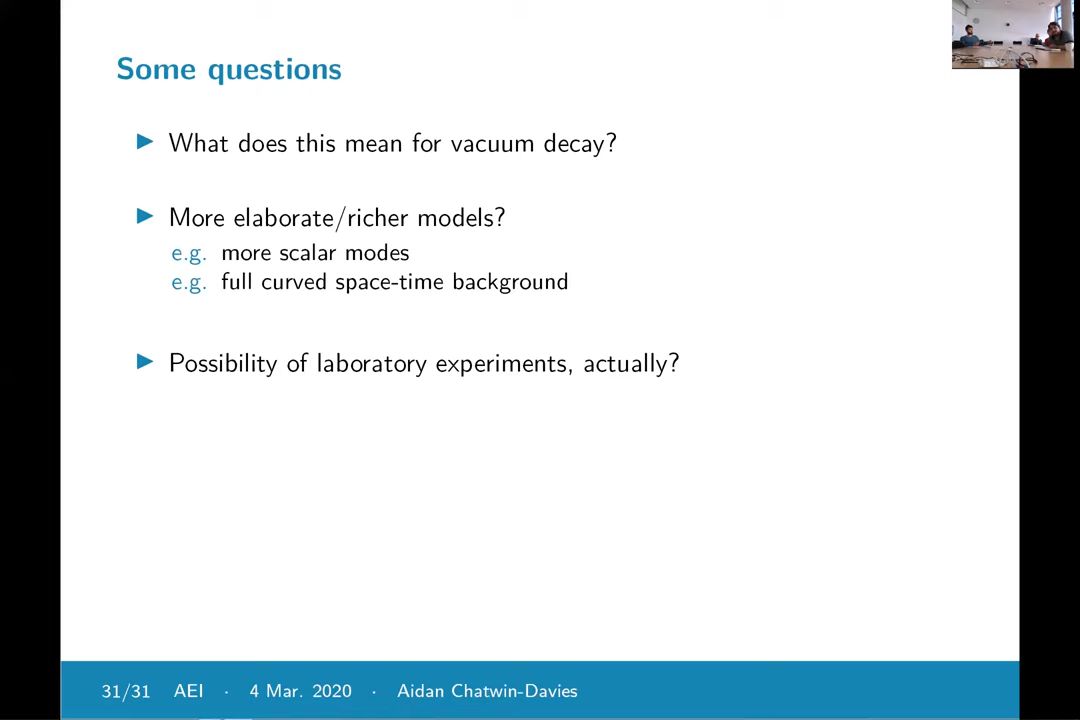 Some questions
What does this mean for vacuum decay?
More elaborate/richer models?
e.g. more scalar modes
e.g. full curved space-time background
Possibility of laboratory experiments, actually?
31/31 AEI · 4 Mar. 2020 · Aidan Chatwin-Davies